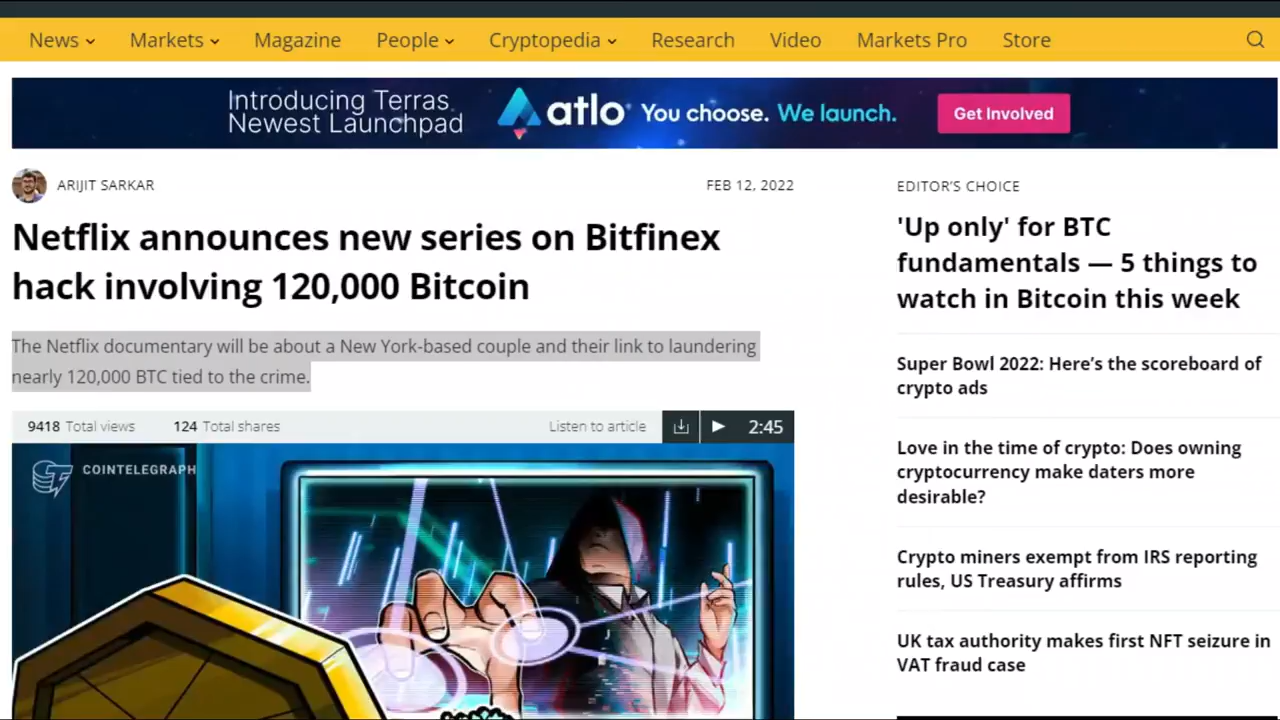 News Markets Magazine People Cryptopedia Research Video Markets Pro Store
Introducing Terras
Newest Launchpad
atlo You choose. We launch. Get Involved
ARIJIT SARKAR FEB 12, 2022
Netflix announces new series on Bitfinex
hack involving 120,000 Bitcoin
The Netflix documentary will be about a New York-based couple and their link to laundering
nearly 120,000 BTC tied to the crime.
9418 Total views 124 Total shares Listen to article 2:45
COINTELEGRAPH
EDITOR'S CHOICE
'Up only' for BTC
fundamentals — 5 things to
watch in Bitcoin this week
Super Bowl 2022: Here’s the scoreboard of
crypto ads
Love in the time of crypto: Does owning
cryptocurrency make daters more
desirable?
Crypto miners exempt from IRS reporting
rules, US Treasury affirms
UK tax authority makes first NFT seizure in
VAT fraud case